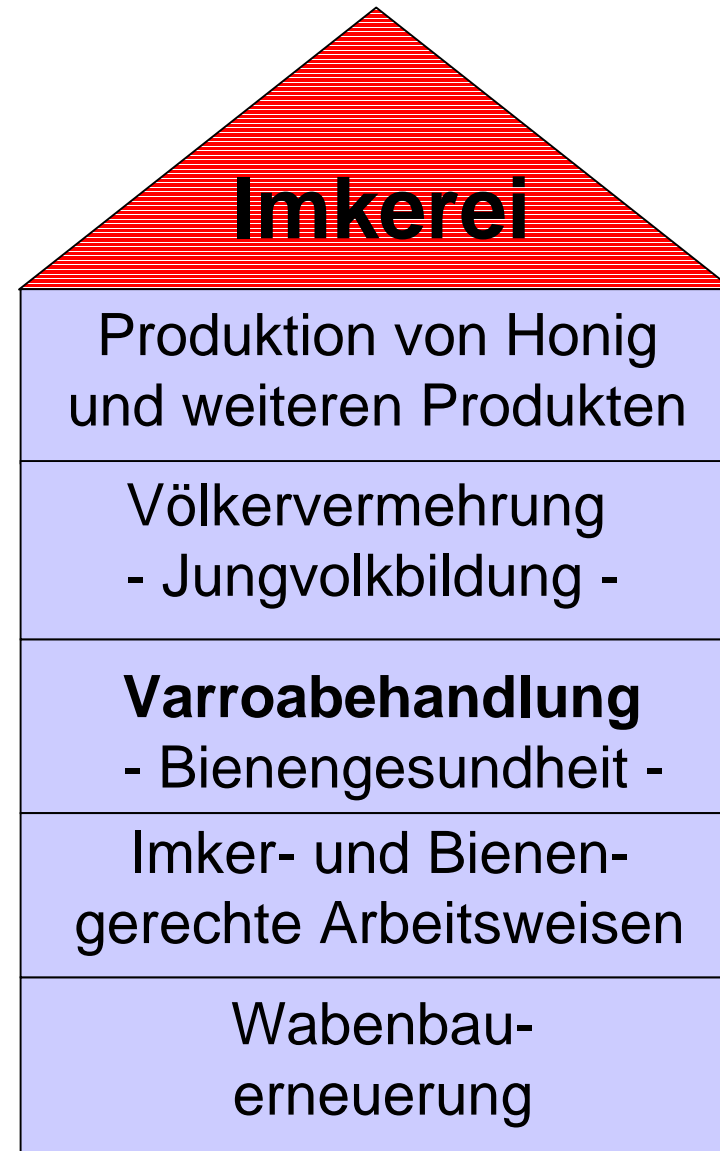 Imkerei
Produktion von Honig
und weiteren Produkten
Völkervermehrung
- Jungvolkbildung -
Varroabehandlung
- Bienengesundheit -
Imker- und Bienen-
gerechte Arbeitsweisen
Wabenbau-
erneuerung